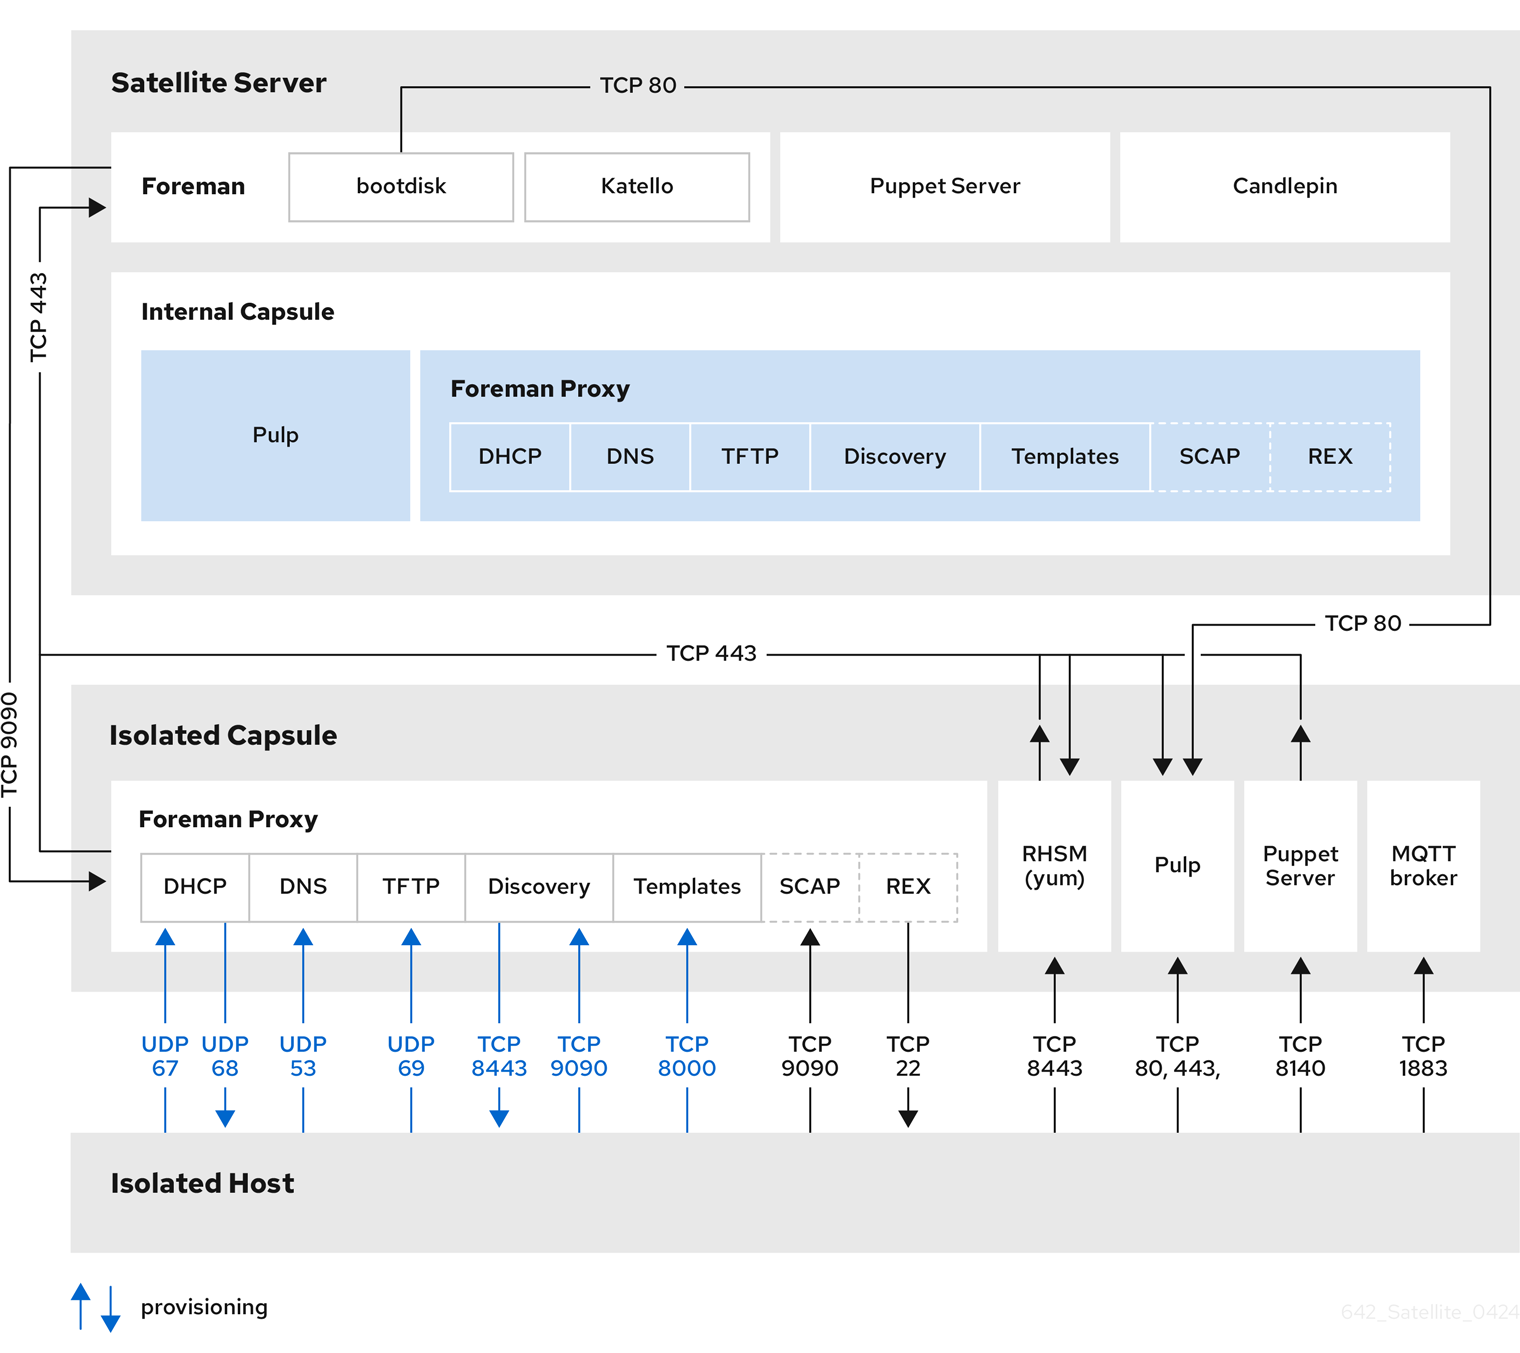 Satellite Server
TCP 80
Foreman
bootdisk
Katello
Puppet Server
Candlepin
TCP 443
Internal Capsule
Pulp
Foreman Proxy
DHCP
DNS
TFTP
Discovery
Templates
SCAP
REX
TCP 80
TCP 443
TCP 9090
Isolated Capsule
Foreman Proxy
DHCP
DNS
TFTP
Discovery
Templates
SCAP
REX
RHSM
(yum)
Pulp
Puppet
Server
MQTT
broker
UDP
67
UDP
68
UDP
53
UDP
69
TCP
8443
TCP
9090
TCP
8000
TCP
9090
TCP
22
TCP
8443
TCP
80, 443,
TCP
8140
TCP
1883
Isolated Host
provisioning
642_Satellite_0424